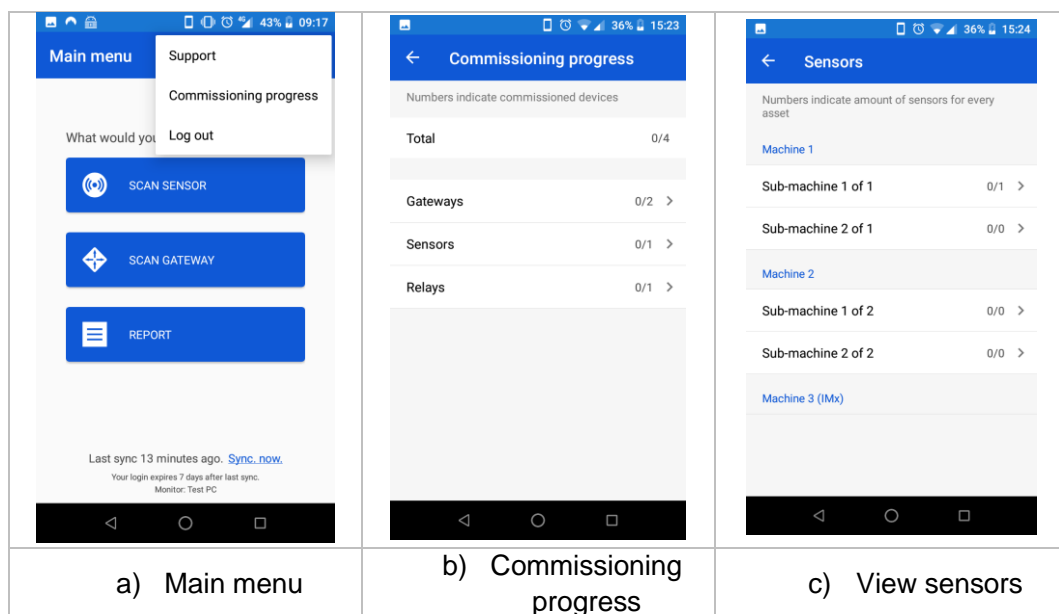 43% 09:17
Main menu
Support
Commissioning progress
Log out
What would you
SCAN SENSOR
SCAN GATEWAY
REPORT
Last sync 13 minutes ago. Sync. now.
Your login expires 7 days after last sync.
Monitor: Test PC
a) Main menu
36% 15:23
Commissioning progress
Numbers indicate commissioned devices
Total 0/4
Gateways 0/2
Sensors 0/1
Relays 0/1
b) Commissioning
progress
36% 15:24
Sensors
Numbers indicate amount of sensors for every
asset
Machine 1
Sub-machine 1 of 1 0/1
Sub-machine 2 of 1 0/0
Machine 2
Sub-machine 1 of 2 0/0
Sub-machine 2 of 2 0/0
Machine 3 (IMx)
c) View sensors